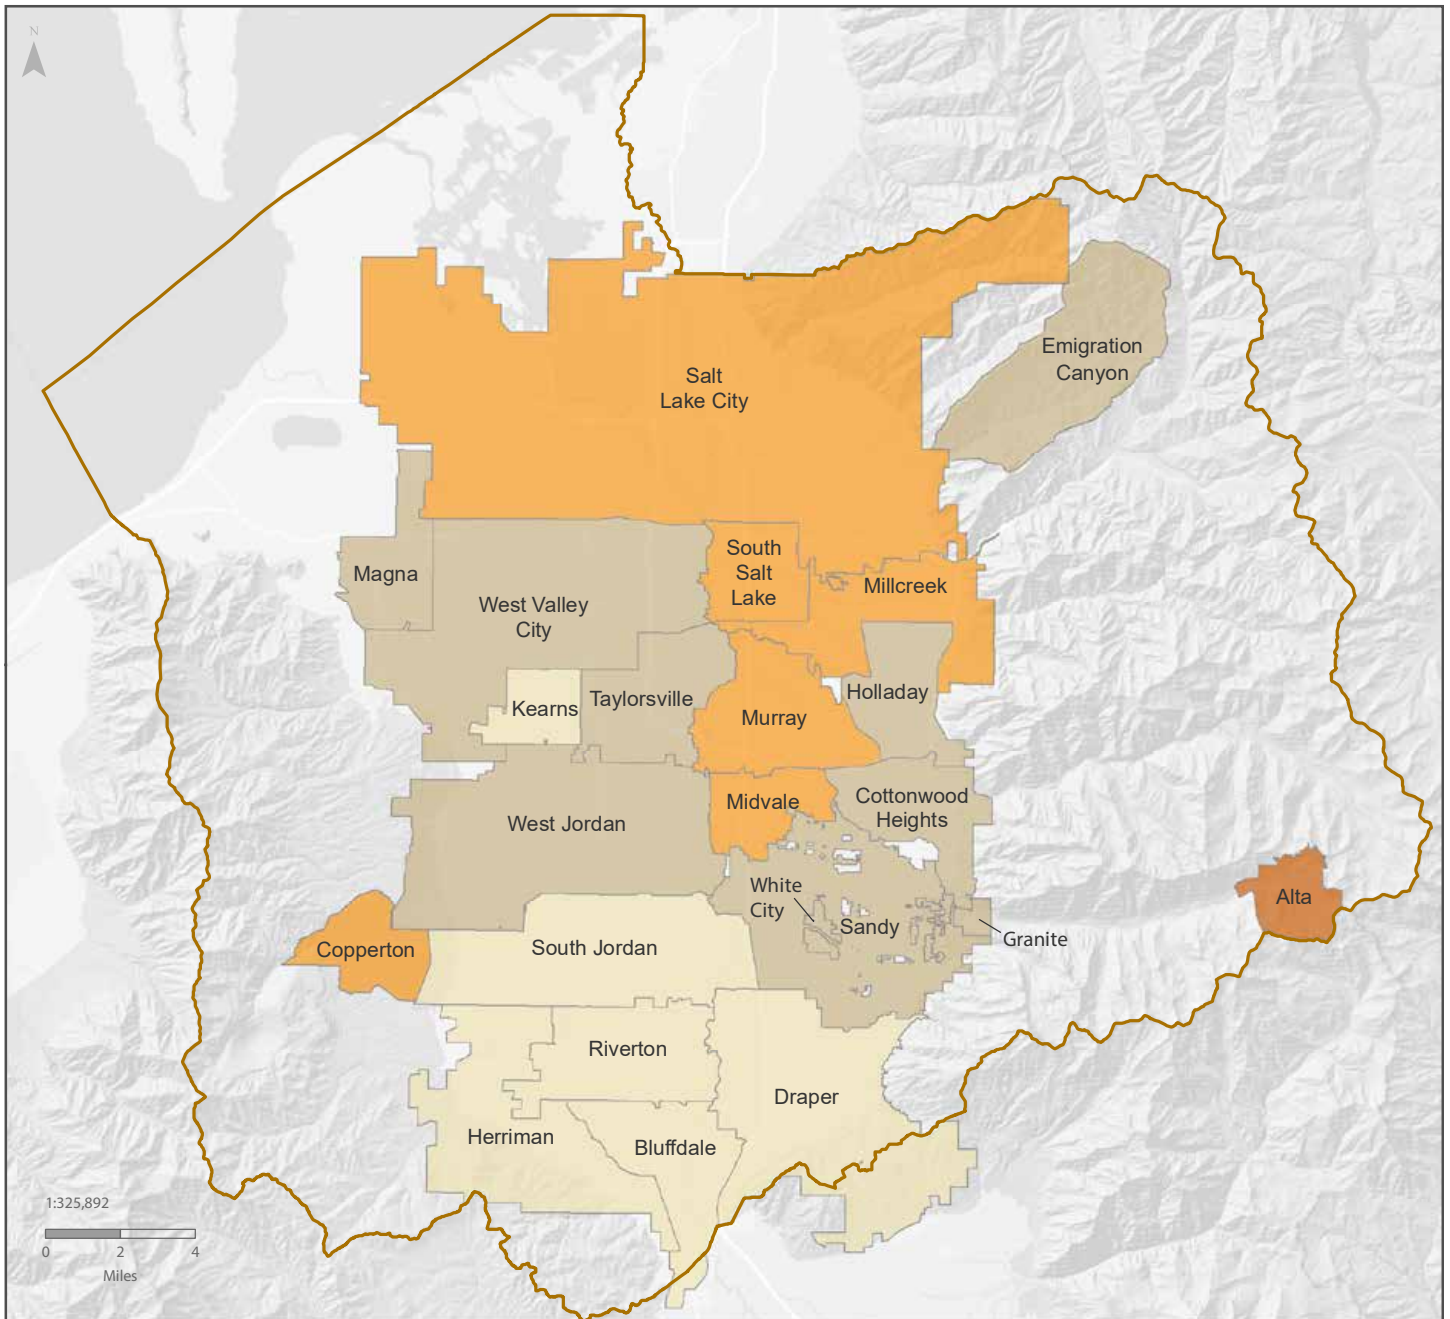 N
Emigration
Canyon
Salt
Lake City
South
Salt
Lake
Magna
Millcreek
West Valley
City
Kearns
Taylorsville
Holladay
Murray
Midvale
Cottonwood
Heights
West Jordan
White
City
Sandy
Alta
Granite
Copperton
South Jordan
Riverton
Draper
Herriman
Bluffdale
1:325,892
0 2 4
Miles